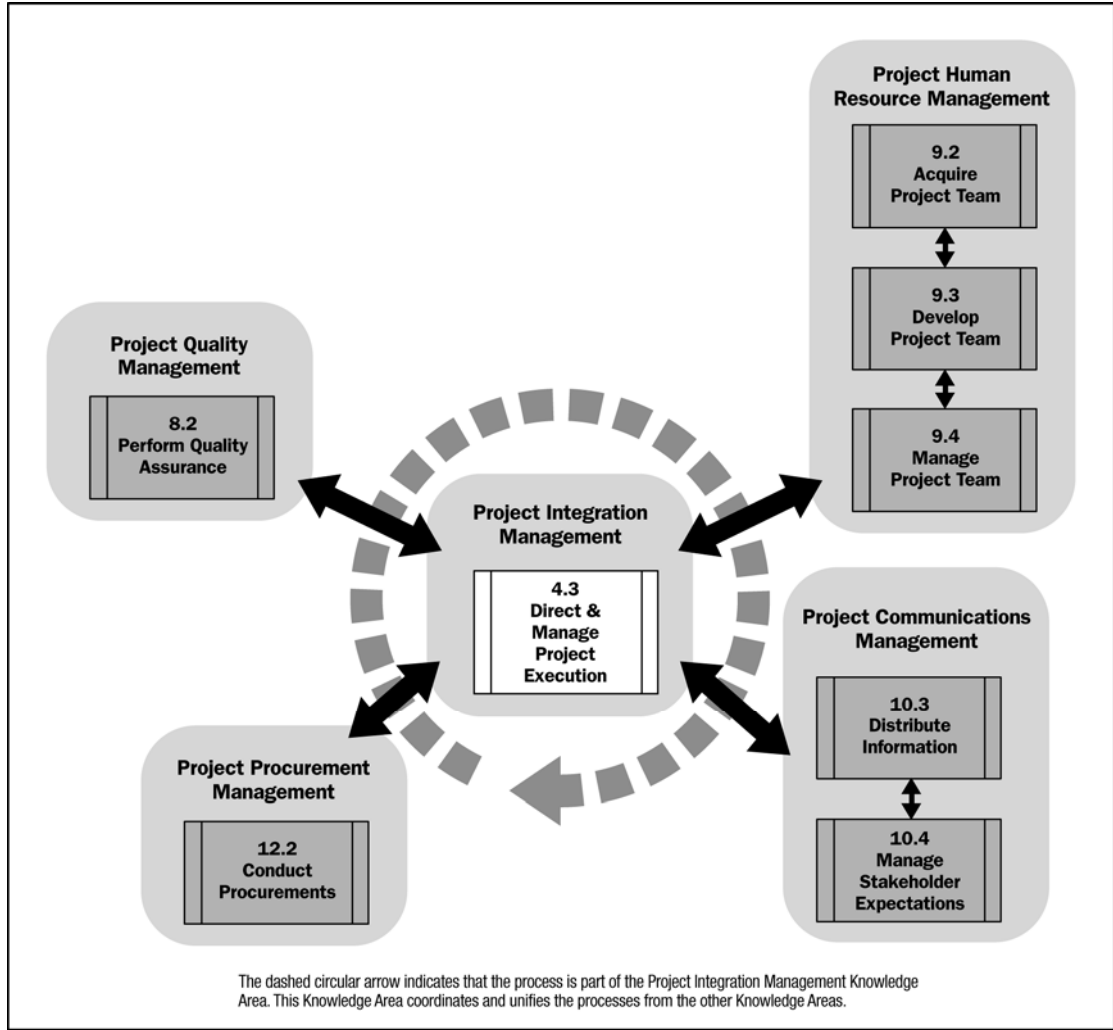 Project Human
Resource Management
9.2
Acquire
Project Team
9.3
Develop
Project Team
9.4
Manage
Project Team
Project Quality
Management
8.2
Perform Quality
Assurance
Project Integration
Management
4.3
Direct &
Manage
Project
Execution
Project Communications
Management
10.3
Distribute
Information
10.4
Manage
Stakeholder
Expectations
Project Procurement
Management
12.2
Conduct
Procurements
The dashed circular arrow indicates that the process is part of the Project Integration Management Knowledge
Area. This Knowledge Area coordinates and unifies the processes from the other Knowledge Areas.